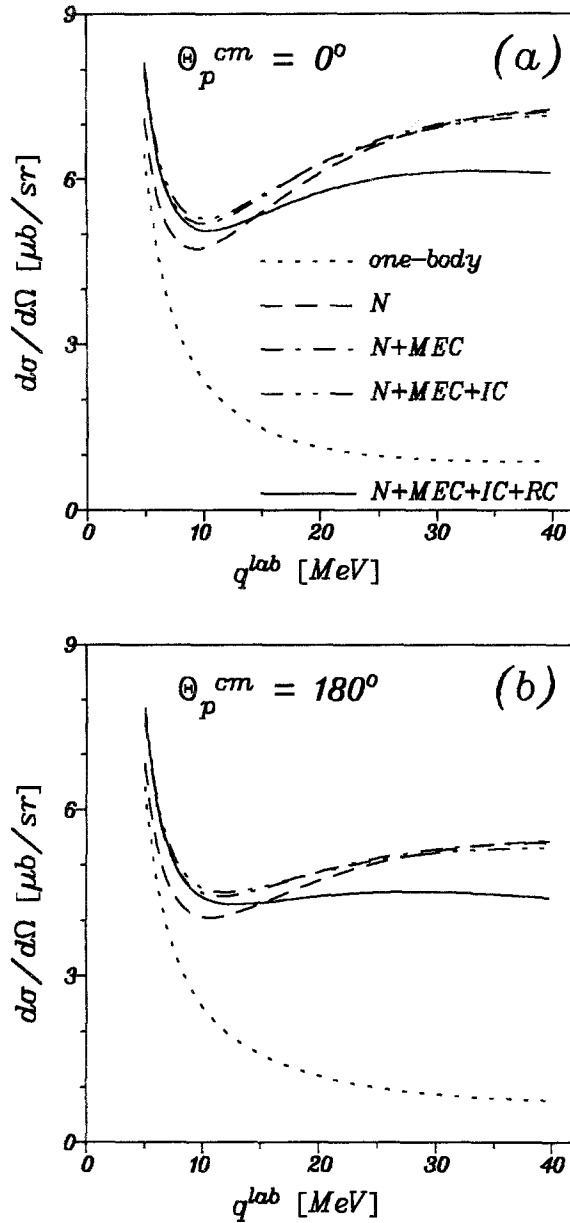 9
Θp^cm = 0° (a)
6
one-body
N
3
N+MEC
N+MEC+IC
N+MEC+IC+RC
0
0 10 20 30 40
q^lab [MeV]
dσ/dΩ [μb/sr]
9
Θp^cm = 180° (b)
6
3
0
0 10 20 30 40
q^lab [MeV]
dσ/dΩ [μb/sr]